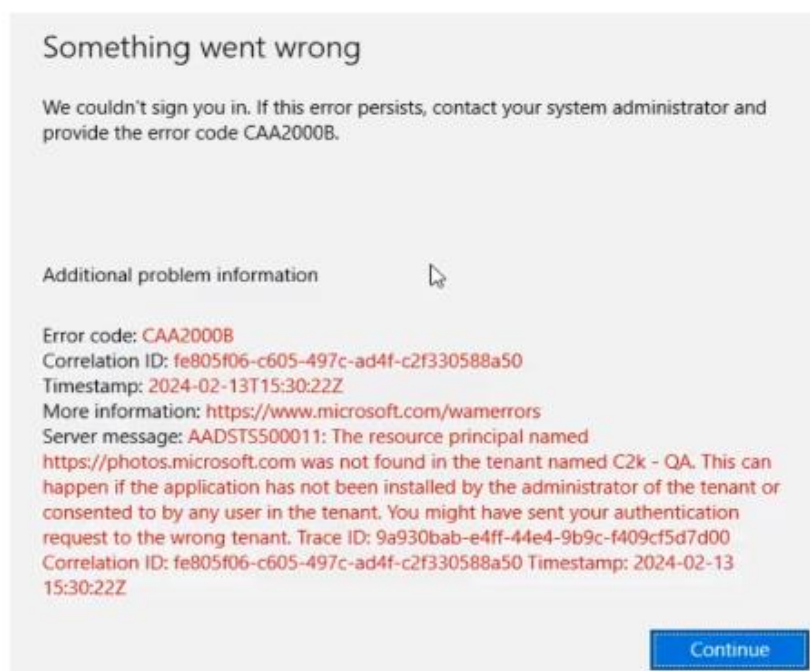 Something went wrong
We couldn't sign you in. If this error persists, contact your system administrator and
provide the error code CAA2000B.
Additional problem information
Error code: CAA2000B
Correlation ID: fe805f06-c605-497c-ad4f-c2f330588a50
Timestamp: 2024-02-13T15:30:22Z
More information: https://www.microsoft.com/wamerrors
Server message: AADSTS500011: The resource principal named
https://photos.microsoft.com was not found in the tenant named C2k - QA. This can
happen if the application has not been installed by the administrator of the tenant or
consented to by any user in the tenant. You might have sent your authentication
request to the wrong tenant. Trace ID: 9a930bab-e4ff-44e4-9b9c-f409cf5d7d00
Correlation ID: fe805f06-c605-497c-ad4f-c2f330588a50 Timestamp: 2024-02-13
15:30:22Z
Continue